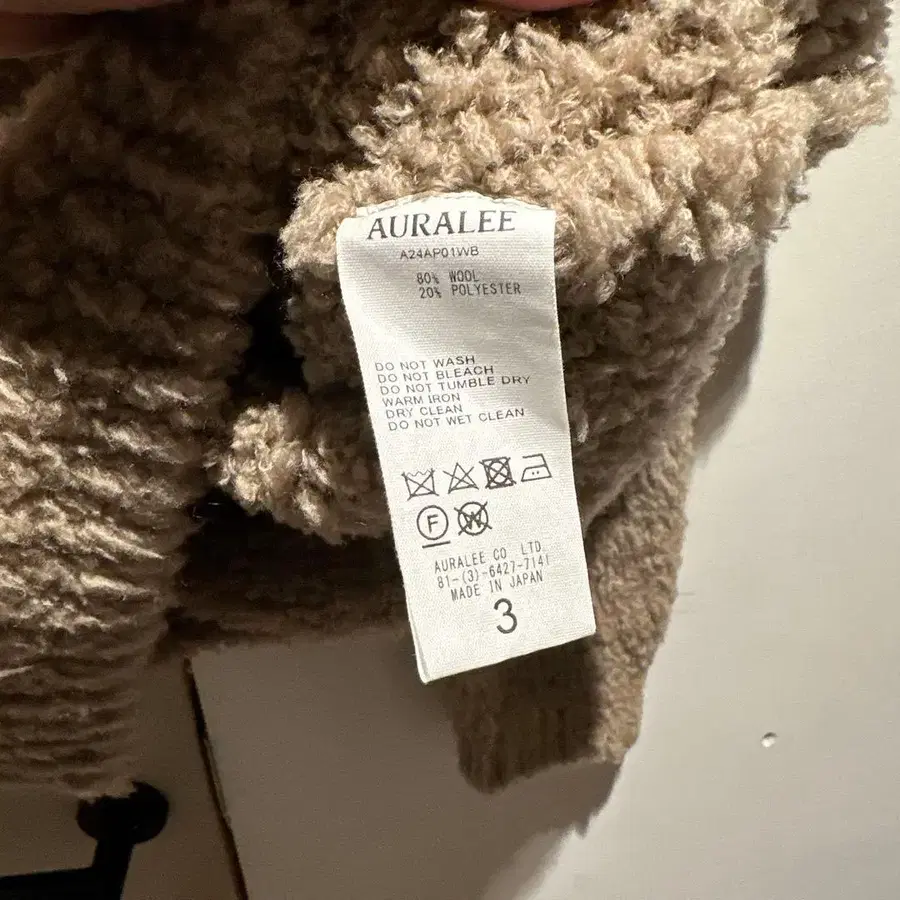 AURALEE
A24AP01WB
80% WOOL
20% POLYESTER
DO NOT WASH
DO NOT BLEACH
DO NOT TUMBLE DRY
WARM IRON
DRY CLEAN
DO NOT WET CLEAN
F W
AURALEE CO LTD.
81-(3)-6427-7141
MADE IN JAPAN
3